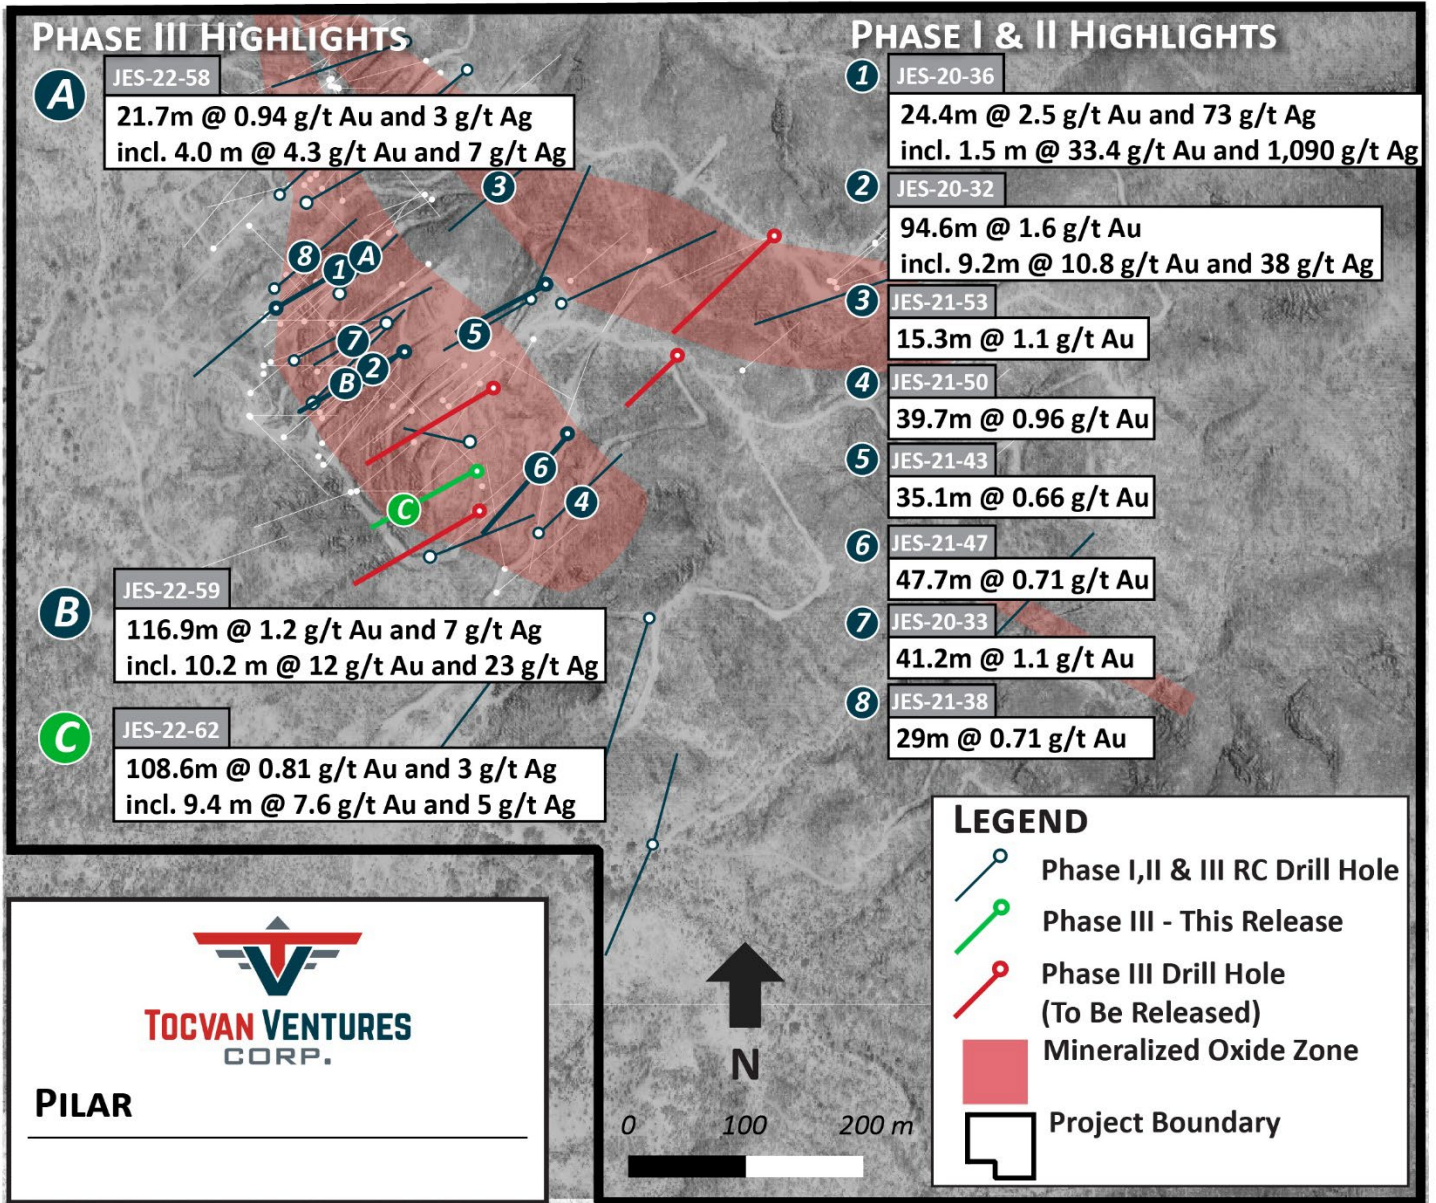 PHASE III HIGHLIGHTS
A
JES-22-58
21.7m @ 0.94 g/t Au and 3 g/t Ag
incl. 4.0 m @ 4.3 g/t Au and 7 g/t Ag
B
JES-22-59
116.9m @ 1.2 g/t Au and 7 g/t Ag
incl. 10.2 m @ 12 g/t Au and 23 g/t Ag
C
JES-22-62
108.6m @ 0.81 g/t Au and 3 g/t Ag
incl. 9.4 m @ 7.6 g/t Au and 5 g/t Ag
3
8
1
A
7
2
B
5
6
4
C
PHASE I & II HIGHLIGHTS
1
JES-20-36
24.4m @ 2.5 g/t Au and 73 g/t Ag
incl. 1.5 m @ 33.4 g/t Au and 1,090 g/t Ag
2
JES-20-32
94.6m @ 1.6 g/t Au
incl. 9.2m @ 10.8 g/t Au and 38 g/t Ag
3
JES-21-53
15.3m @ 1.1 g/t Au
4
JES-21-50
39.7m @ 0.96 g/t Au
5
JES-21-43
35.1m @ 0.66 g/t Au
6
JES-21-47
47.7m @ 0.71 g/t Au
7
JES-20-33
41.2m @ 1.1 g/t Au
8
JES-21-38
29m @ 0.71 g/t Au
TOCVAN VENTURES
CORP.
PILAR
N
0 100 200 m
LEGEND
Phase I,II & III RC Drill Hole
Phase III - This Release
Phase III Drill Hole
(To Be Released)
Mineralized Oxide Zone
Project Boundary